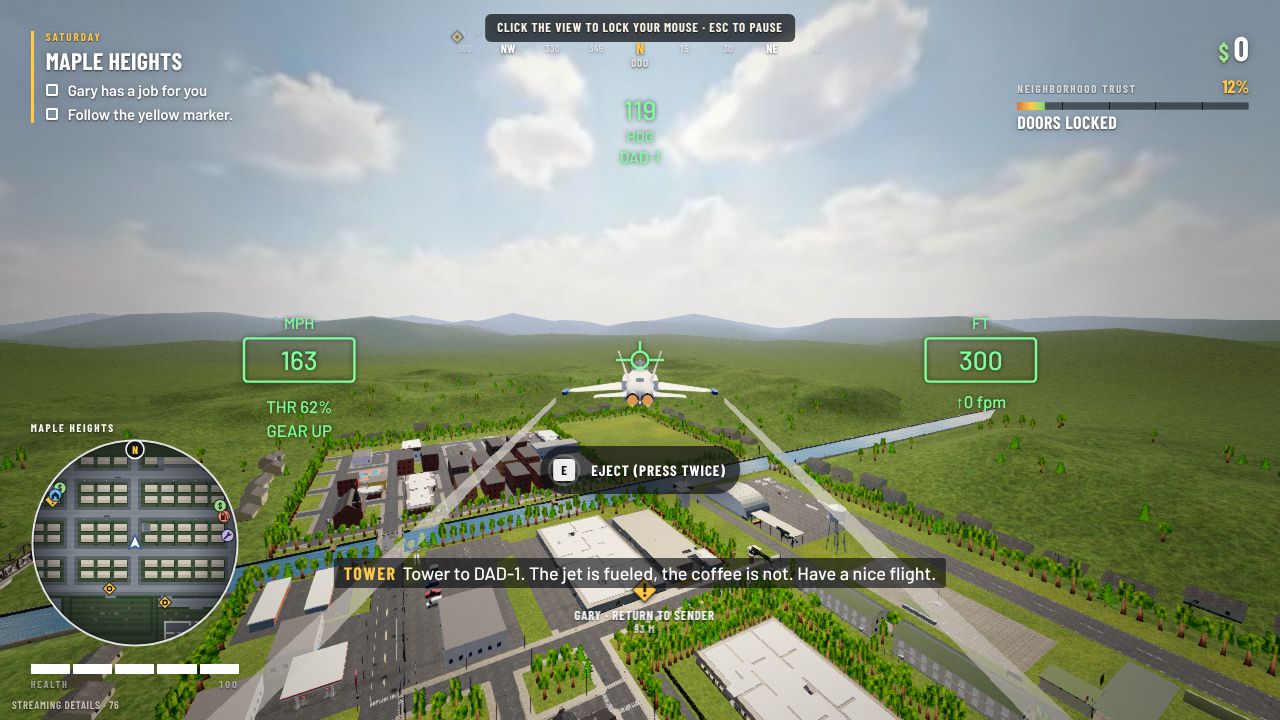 CLICK THE VIEW TO LOCK YOUR MOUSE · ESC TO PAUSE
300 NW 330 345 N 15 30 NE 60
000
SATURDAY
MAPLE HEIGHTS
Gary has a job for you
Follow the yellow marker.
$ 0
NEIGHBORHOOD TRUST 12%
DOORS LOCKED
119
HDG
DAD-1
MPH
163
THR 62%
GEAR UP
FT
300
↑0 fpm
E EJECT (PRESS TWICE)
TOWER Tower to DAD-1. The jet is fueled, the coffee is not. Have a nice flight.
GARY · RETURN TO SENDER
93 M
MAPLE HEIGHTS
N
$
$
HEALTH 100
STREAMING DETAILS · 76